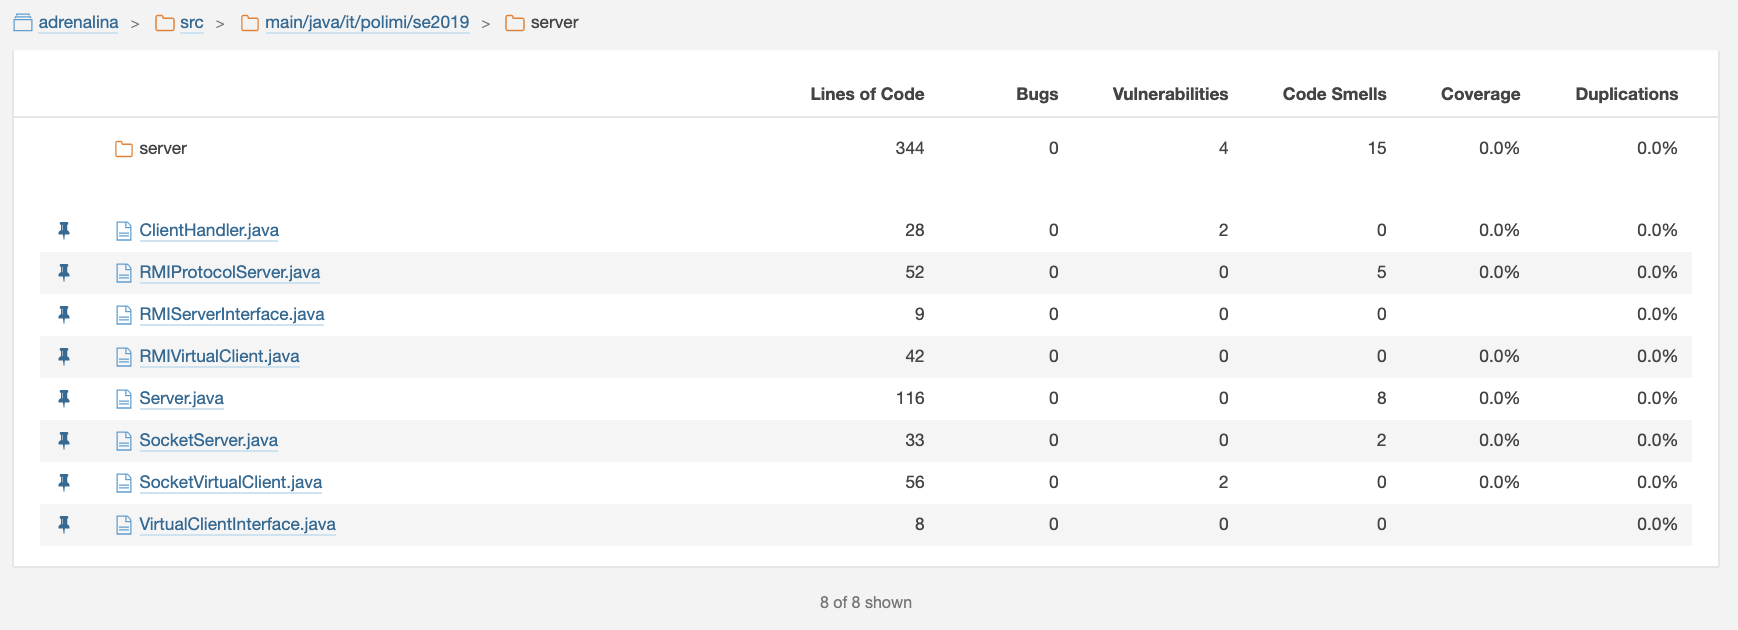 adrenalina > src > main/java/it/polimi/se2019 > server
Lines of Code Bugs Vulnerabilities Code Smells Coverage Duplications
server 344 0 4 15 0.0% 0.0%
ClientHandler.java 28 0 2 0 0.0% 0.0%
RMIProtocolServer.java 52 0 0 5 0.0% 0.0%
RMIServerInterface.java 9 0 0 0 0.0%
RMIVirtualClient.java 42 0 0 0 0.0% 0.0%
Server.java 116 0 0 8 0.0% 0.0%
SocketServer.java 33 0 0 2 0.0% 0.0%
SocketVirtualClient.java 56 0 2 0 0.0% 0.0%
VirtualClientInterface.java 8 0 0 0 0.0%
8 of 8 shown